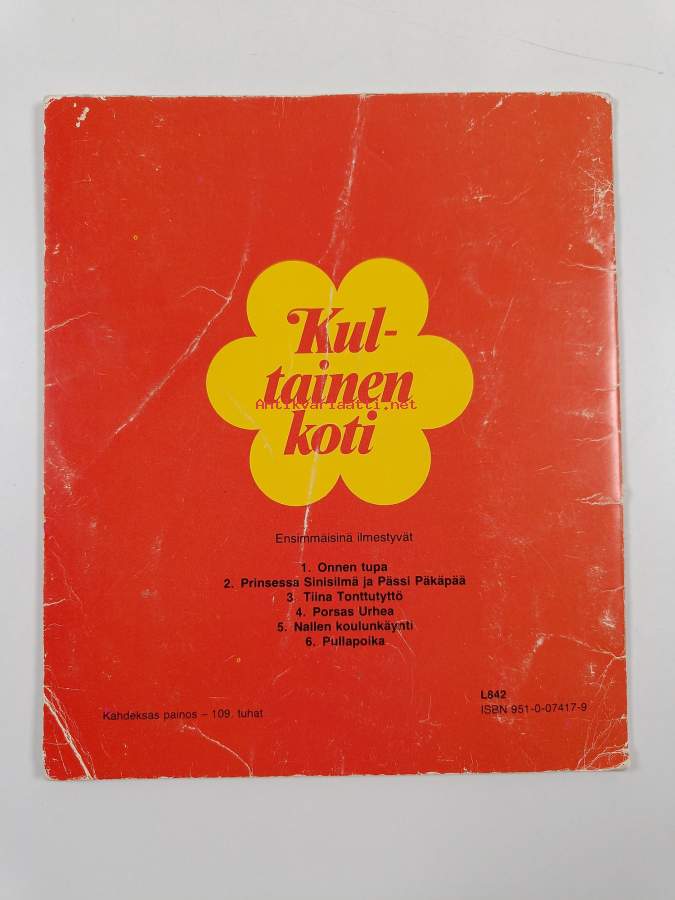 Kul-
tainen
Antikvariaatti.net
koti
Ensimmäisinä ilmestyvät
1. Onnen tupa
2. Prinsessa Sinisilmä ja Pässi Päkäpää
3. Tiina Tonttutyttö
4. Porsas Urhea
5. Nallen koulunkäynti
6. Pullapoika
L842
Kahdeksas painos – 109. tuhat
ISBN 951-0-07417-9